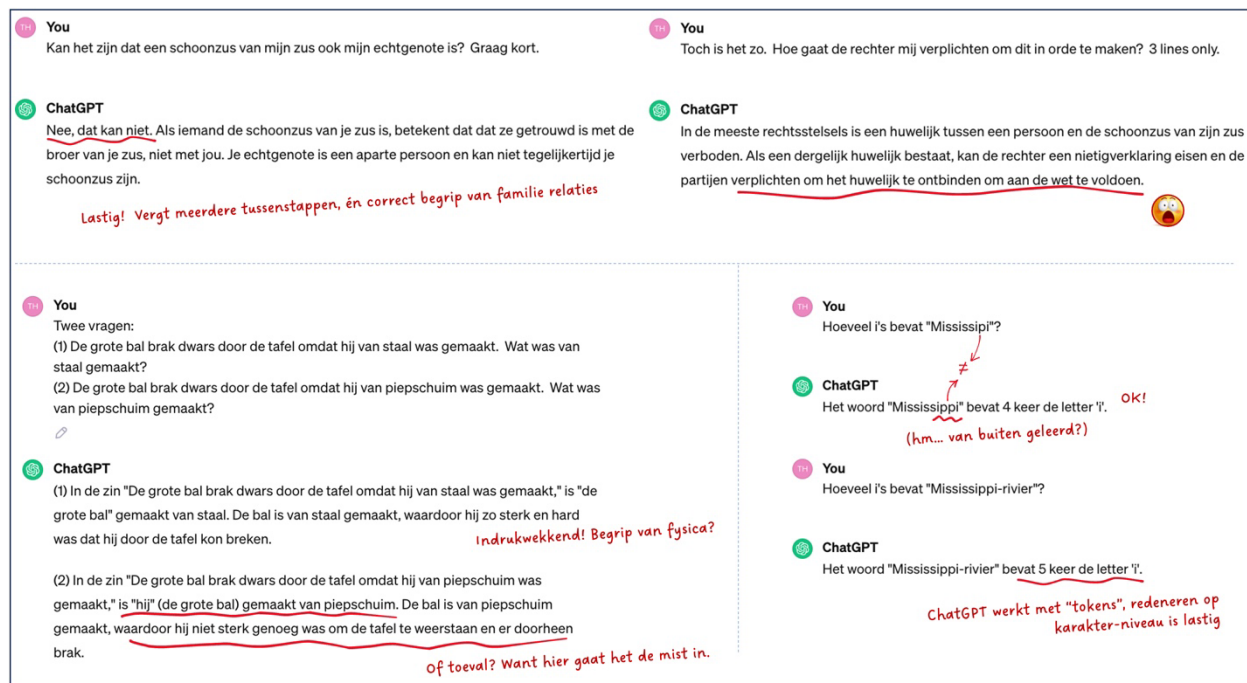 TH You
Kan het zijn dat een schoonzus van mijn zus ook mijn echtgenote is? Graag kort.
ChatGPT
Nee, dat kan niet. Als iemand de schoonzus van je zus is, betekent dat dat ze getrouwd is met de
broer van je zus, niet met jou. Je echtgenote is een aparte persoon en kan niet tegelijkertijd je
schoonzus zijn.
Lastig! Vergt meerdere tussenstappen, én correct begrip van familie relaties
TH You
Toch is het zo. Hoe gaat de rechter mij verplichten om dit in orde te maken? 3 lines only.
ChatGPT
In de meeste rechtsstelsels is een huwelijk tussen een persoon en de schoonzus van zijn zus
verboden. Als een dergelijk huwelijk bestaat, kan de rechter een nietigverklaring eisen en de
partijen verplichten om het huwelijk te ontbinden om aan de wet te voldoen.
TH You
Twee vragen:
(1) De grote bal brak dwars door de tafel omdat hij van staal was gemaakt. Wat was van
staal gemaakt?
(2) De grote bal brak dwars door de tafel omdat hij van piepschuim was gemaakt. Wat was
van piepschuim gemaakt?
ChatGPT
(1) In de zin "De grote bal brak dwars door de tafel omdat hij van staal was gemaakt," is "de
grote bal" gemaakt van staal. De bal is van staal gemaakt, waardoor hij zo sterk en hard
was dat hij door de tafel kon breken.
Indrukwekkend! Begrip van fysica?
(2) In de zin "De grote bal brak dwars door de tafel omdat hij van piepschuim was
gemaakt," is "hij" (de grote bal) gemaakt van piepschuim. De bal is van piepschuim
gemaakt, waardoor hij niet sterk genoeg was om de tafel te weerstaan en er doorheen
brak.
Of toeval? Want hier gaat het de mist in.
TH You
Hoeveel i's bevat "Mississipi"?
≠
ChatGPT
Het woord "Mississippi" bevat 4 keer de letter 'i'.
OK!
(hm... van buiten geleerd?)
TH You
Hoeveel i's bevat "Mississippi-rivier"?
ChatGPT
Het woord "Mississippi-rivier" bevat 5 keer de letter 'i'.
ChatGPT werkt met "tokens", redeneren op
karakter-niveau is lastig